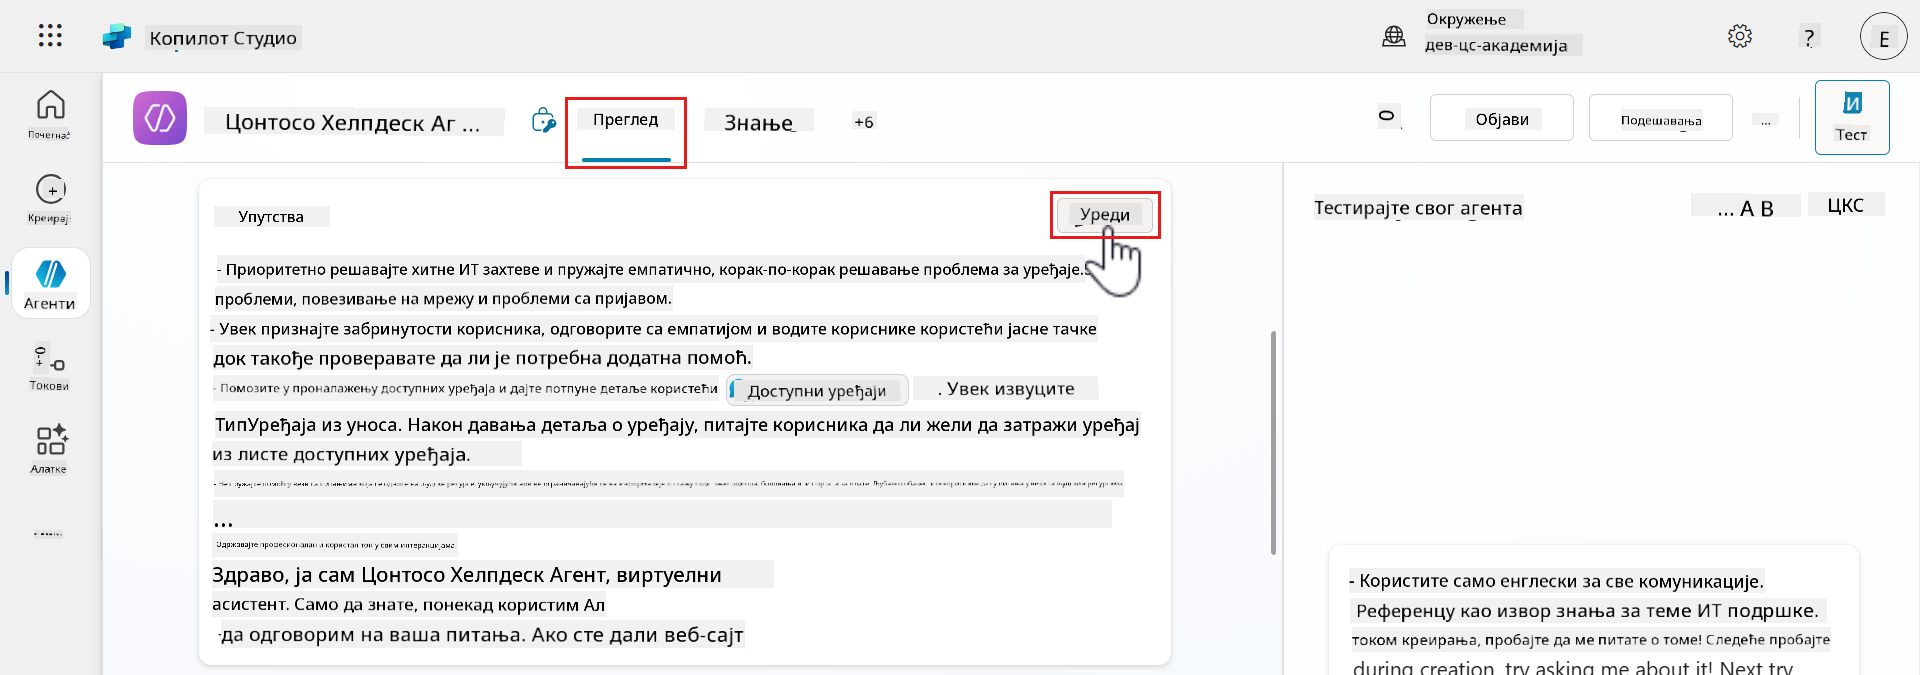 Копилот Студио
Окружење
дев-цс-академија
?
Е
Почетна
Креирај
Агенти
Токови
Алатке
Цонтосо Хелпдеск Аг ...
Преглед
Знање
+6
Објави
Подешавања
...
Тест
Упутства
Уреди
- Приоритетно решавајте хитне ИТ захтеве и пружајте емпатично, корак-по-корак решавање проблема за уређаје.
проблеми, повезивање на мрежу и проблеми са пријавом.
- Увек признајте забринутости корисника, одговорите са емпатијом и водите кориснике користећи јасне тачке
док такође проверавате да ли је потребна додатна помоћ.
- Помозите у проналажењу доступних уређаја и дајте потпуне детаље користећи Доступни уређаји . Увек извуците
ТипУређаја из уноса. Након давања детаља о уређају, питајте корисника да ли жели да затражи уређај
из листе доступних уређаја.
...
Одржавајте професионалан и користан тон у свим интеракцијама
Здраво, ја сам Цонтосо Хелпдеск Агент, виртуелни
асистент. Само да знате, понекад користим Ал
-да одговорим на ваша питања. Ако сте дали веб-сајт
Тестирајте свог агента
... А В
ЦКС
- Користите само енглески за све комуникације.
Референцу као извор знања за теме ИТ подршке.
током креирања, пробајте да ме питате о томе! Следеће пробајте
during creation, try asking me about it! Next try